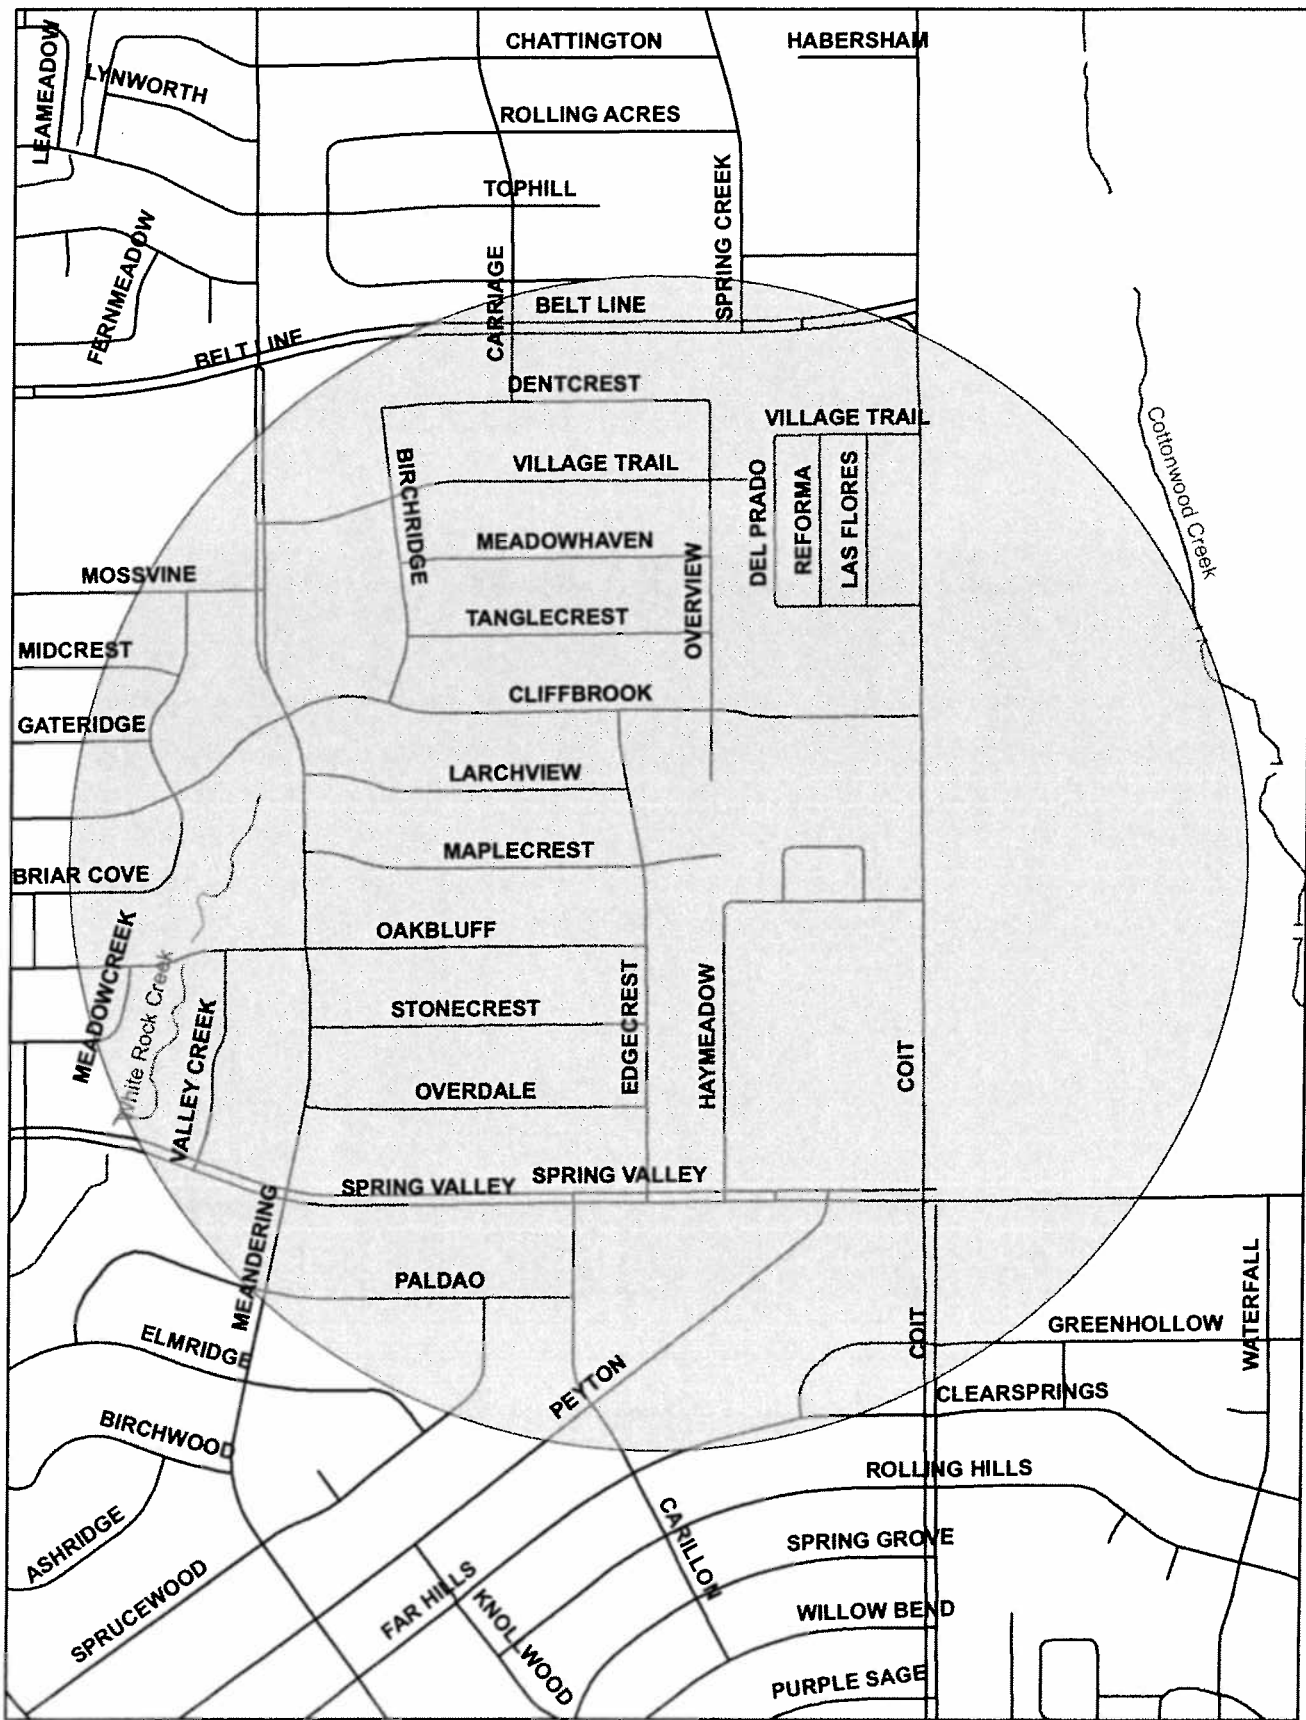 CHATTINGTON
HABERSHAM
LEAMEADOW
LYNWORTH
ROLLING ACRES
TOPHILL
SPRING CREEK
FERNMEADOW
CARRIAGE
BELT LINE
BELT LINE
DENTCREST
VILLAGE TRAIL
VILLAGE TRAIL
BIRCHRIDGE
DEL PRADO
REFORMA
LAS FLORES
Cottonwood Creek
MEADOWHAVEN
MOSSVINE
OVERVIEW
TANGLECREST
MIDCREST
CLIFFBROOK
GATERIDGE
LARCHVIEW
MAPLECREST
BRIAR COVE
OAKBLUFF
MEADOWCREEK
White Rock Creek
VALLEY CREEK
STONECREST
EDGECREST
HAYMEADOW
COIT
OVERDALE
SPRING VALLEY
SPRING VALLEY
MEANDERING
PALDAO
WATERFALL
GREENHOLLOW
COIT
ELMRIDGE
PEYTON
CLEARSPRINGS
BIRCHWOOD
ROLLING HILLS
ASHRIDGE
CARILLON
SPRING GROVE
SPRUCEWOOD
FAR HILLS
KNOLLWOOD
WILLOW BEND
PURPLE SAGE